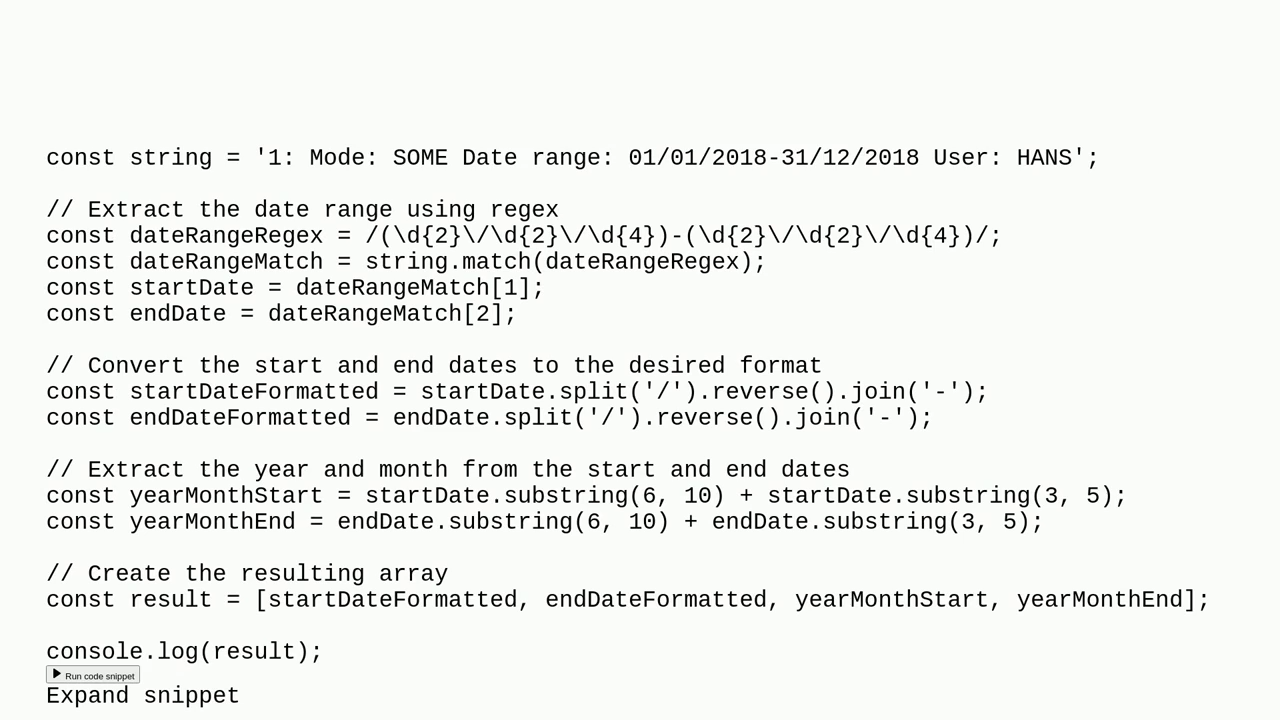 const string = '1: Mode: SOME Date range: 01/01/2018-31/12/2018 User: HANS';
// Extract the date range using regex
const dateRangeRegex = /(\d{2}\/\d{2}\/\d{4})-(\d{2}\/\d{2}\/\d{4})/;
const dateRangeMatch = string.match(dateRangeRegex);
const startDate = dateRangeMatch[1];
const endDate = dateRangeMatch[2];
// Convert the start and end dates to the desired format
const startDateFormatted = startDate.split('/').reverse().join('-');
const endDateFormatted = endDate.split('/').reverse().join('-');
// Extract the year and month from the start and end dates
const yearMonthStart = startDate.substring(6, 10) + startDate.substring(3, 5);
const yearMonthEnd = endDate.substring(6, 10) + endDate.substring(3, 5);
// Create the resulting array
const result = [startDateFormatted, endDateFormatted, yearMonthStart, yearMonthEnd];
console.log(result);
Run code snippet
Expand snippet